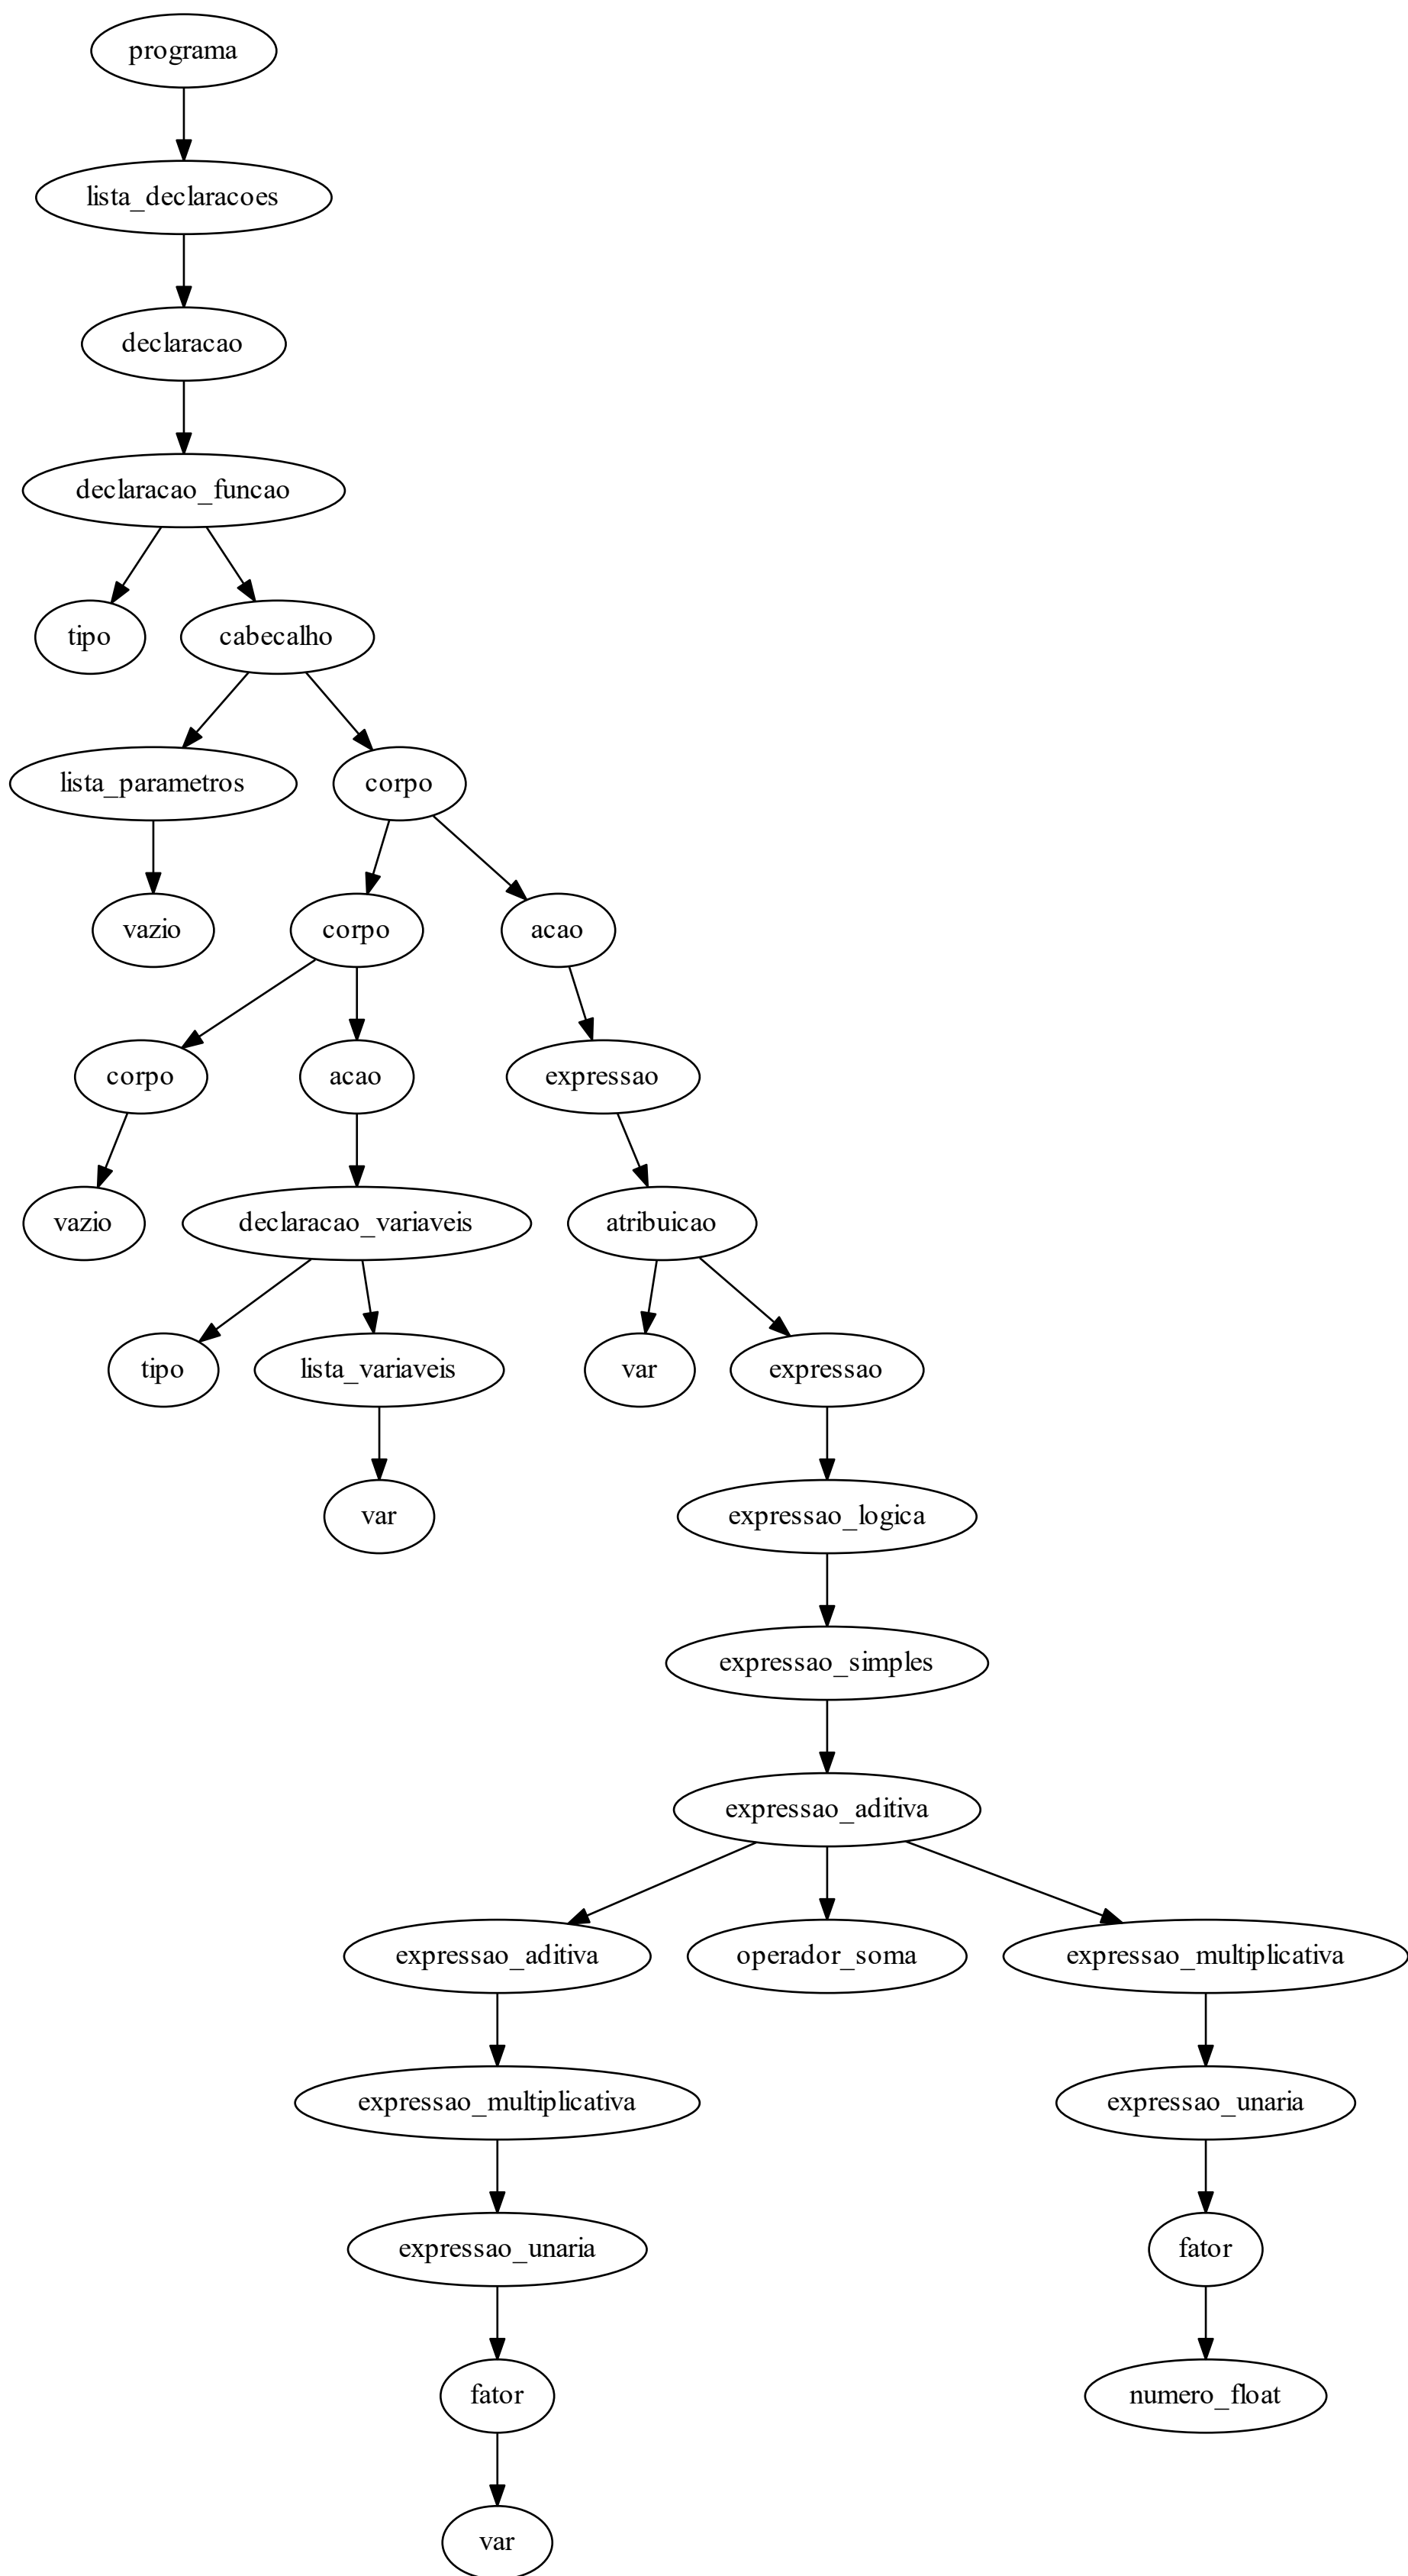 programa
lista_declaracoes
declaracao
declaracao_funcao
tipo
cabecalho
lista_parametros
corpo
vazio
corpo
acao
corpo
acao
expressao
vazio
declaracao_variaveis
atribuicao
tipo
lista_variaveis
var
expressao
var
expressao_logica
expressao_simples
expressao_aditiva
expressao_aditiva
operador_soma
expressao_multiplicativa
expressao_multiplicativa
expressao_unaria
expressao_unaria
fator
fator
numero_float
var